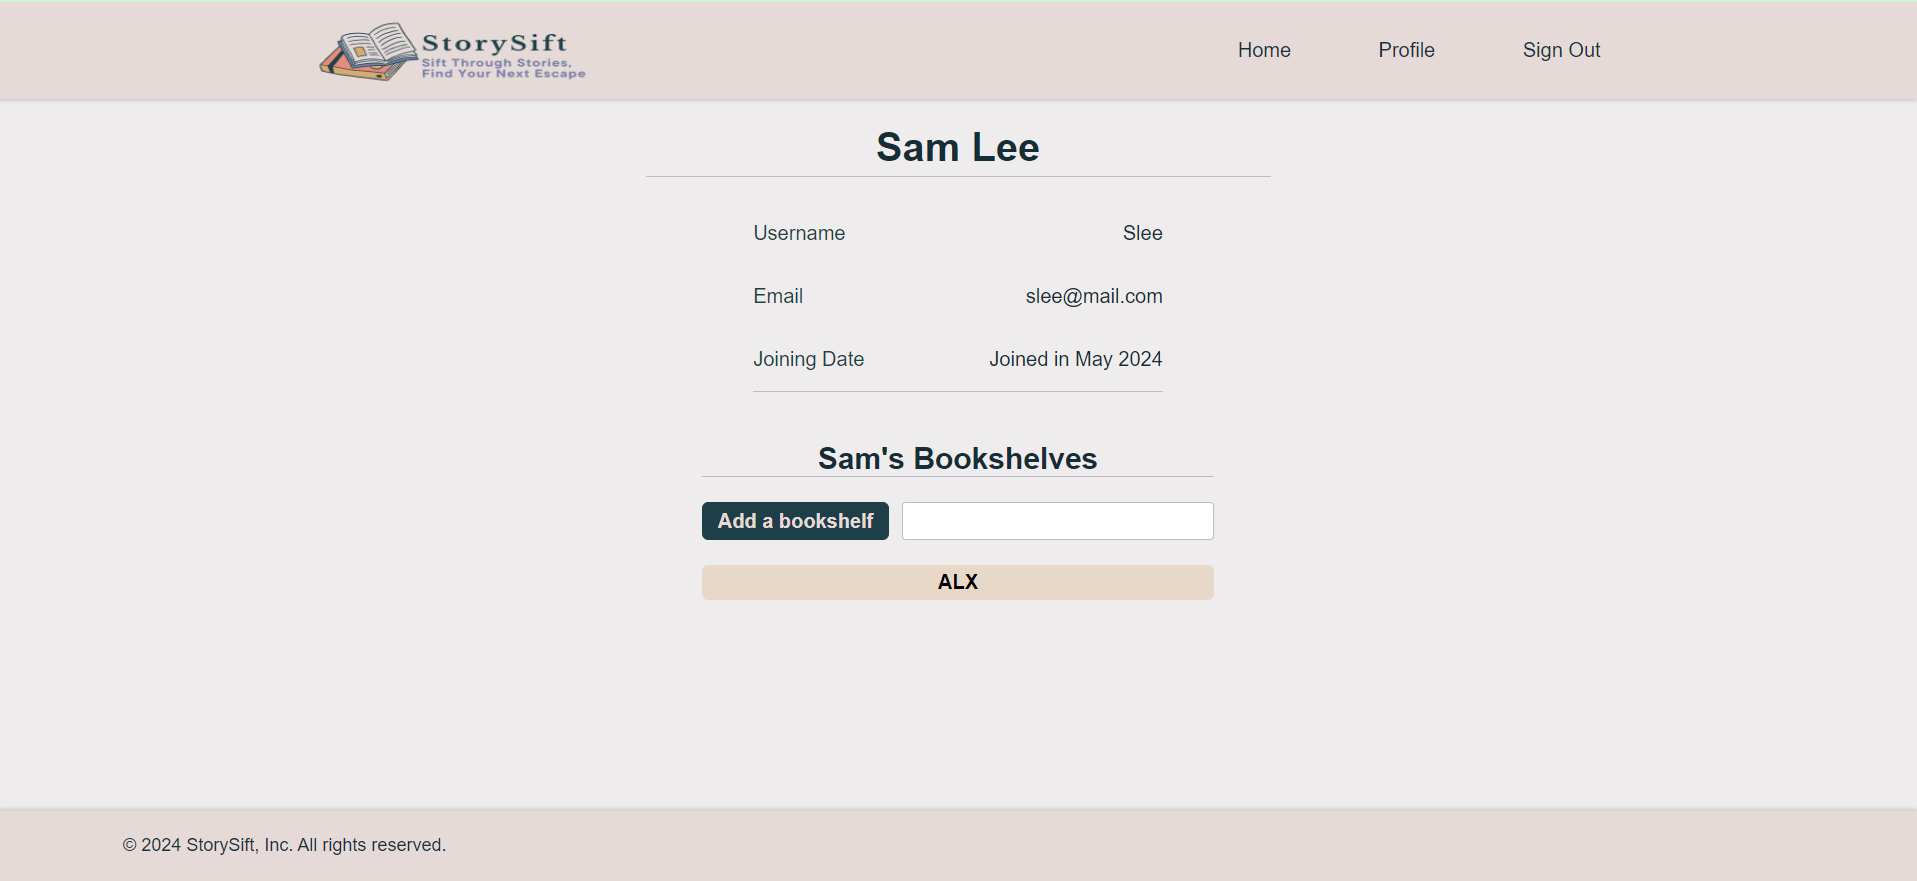 StorySift
Sift Through Stories,
Find Your Next Escape
Home Profile Sign Out
Sam Lee
Username Slee
Email slee@mail.com
Joining Date Joined in May 2024
Sam's Bookshelves
Add a bookshelf
ALX
© 2024 StorySift, Inc. All rights reserved.